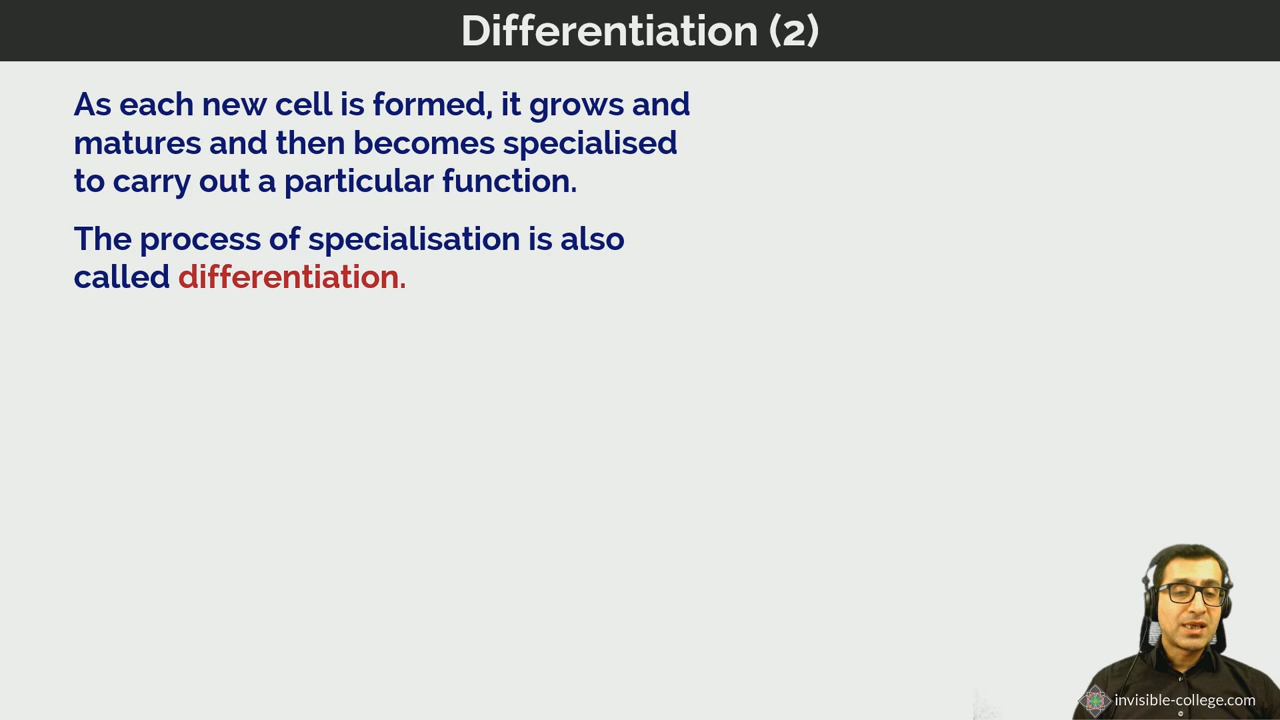 Differentiation (2)
As each new cell is formed, it grows and
matures and then becomes specialised
to carry out a particular function.
The process of specialisation is also
called differentiation.
invisible-college.com